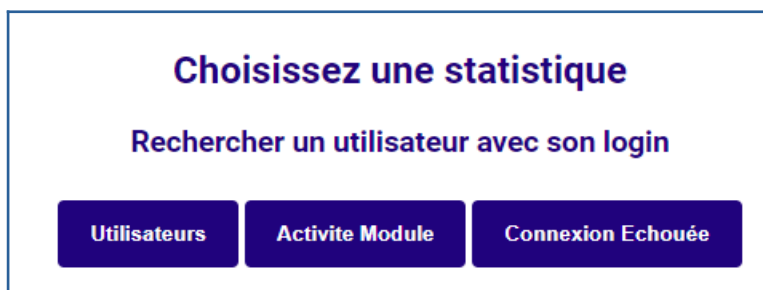 Choisissez une statistique
Rechercher un utilisateur avec son login
Utilisateurs Activite Module Connexion Echouée